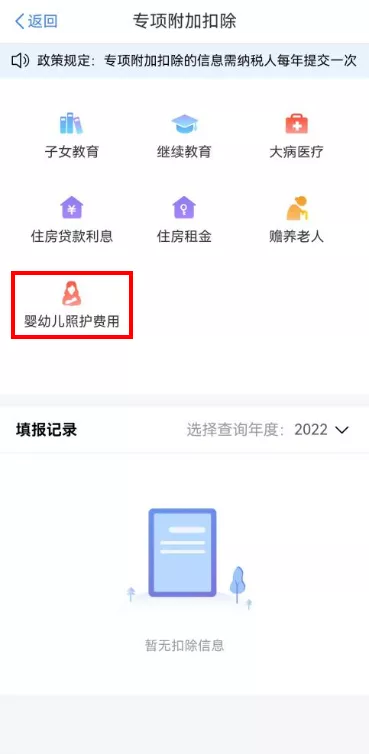 返回 专项附加扣除
政策规定：专项附加扣除的信息需纳税人每年提交一次
子女教育 继续教育 大病医疗
住房贷款利息 住房租金 赡养老人
婴幼儿照护费用
填报记录 选择查询年度：2022
暂无扣除信息